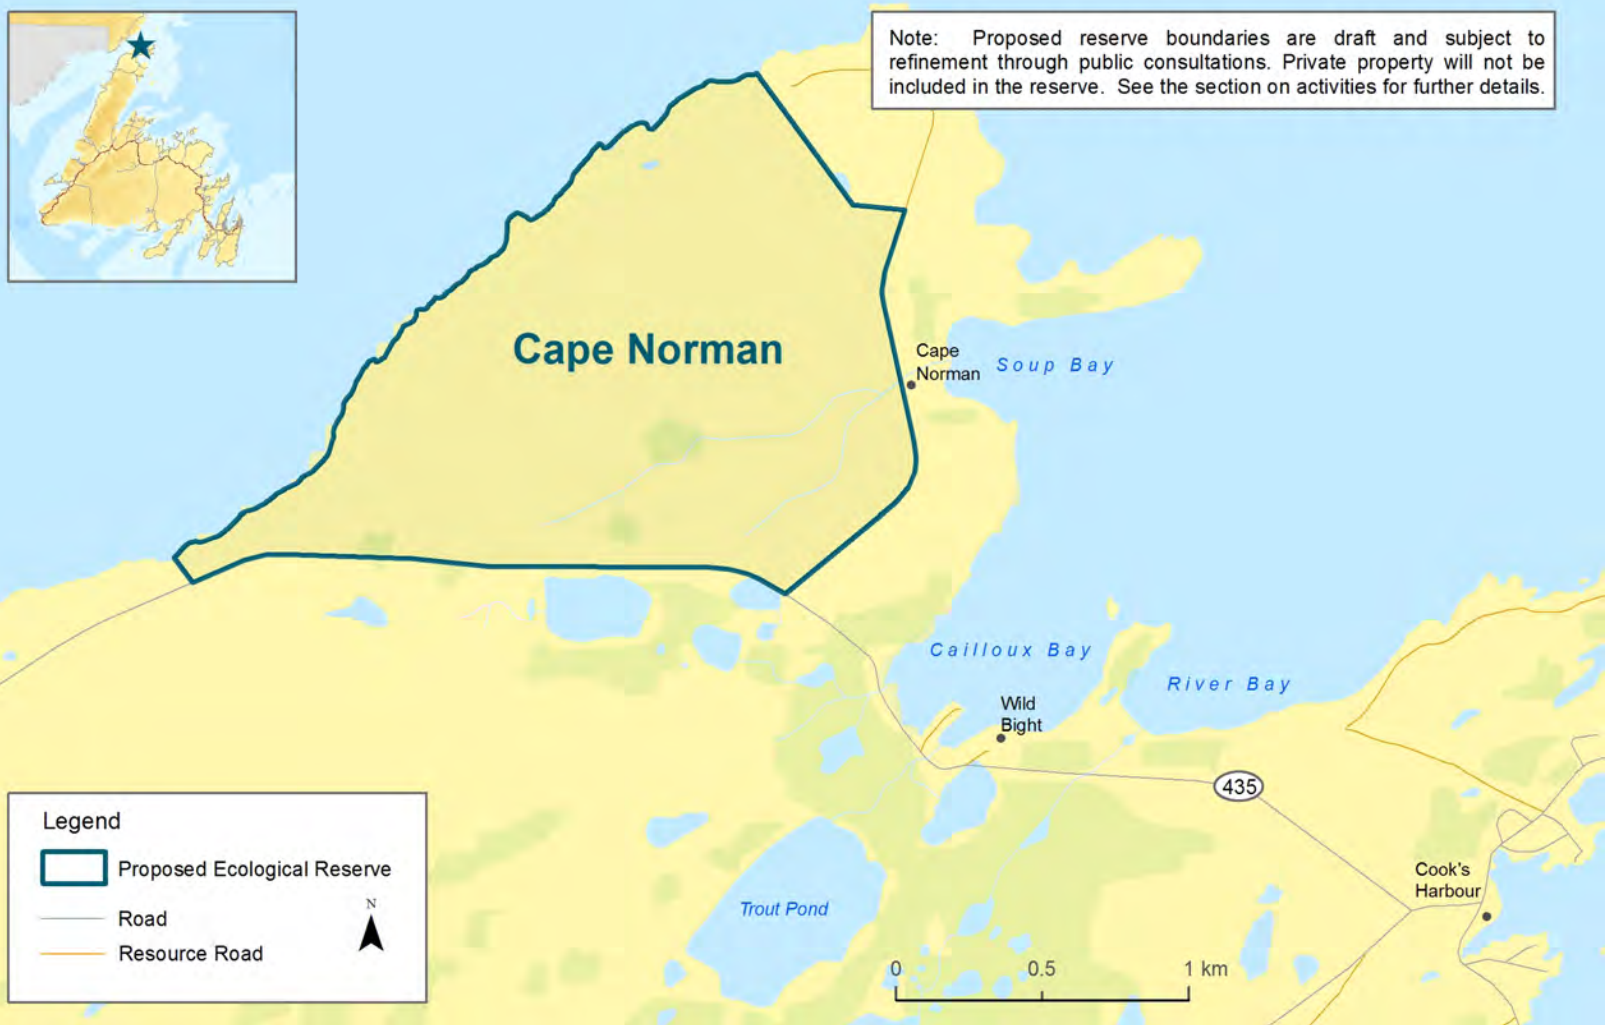 Note: Proposed reserve boundaries are draft and subject to
refinement through public consultations. Private property will not be
included in the reserve. See the section on activities for further details.
Cape Norman
Cape
Norman
Soup Bay
Cailloux Bay
River Bay
Wild
Bight
435
Cook's
Harbour
Trout Pond
Legend
Proposed Ecological Reserve
Road
Resource Road
N
0 0.5 1 km